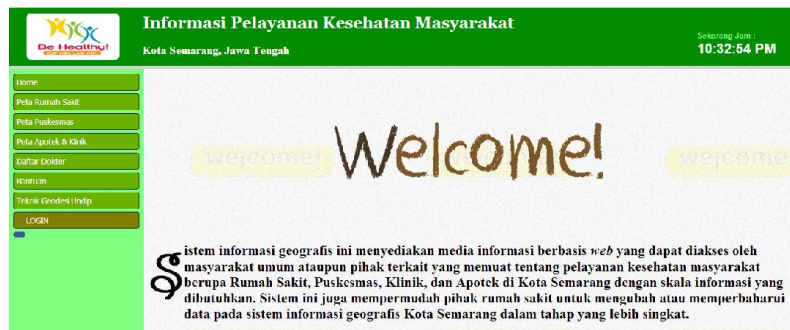 Be Healthy!
Informasi Pelayanan Kesehatan Masyarakat
Kota Semarang, Jawa Tengah
Sekarang Jam :
10:32:54 PM
Home
Peta Rumah Sakit
Peta Puskesmas
Peta Apotek & Klinik
Daftar Dokter
Bantuan
Teknik Geodesi Undip
LOGIN
welcome!
Welcome!
welcome
Sistem informasi geografis ini menyediakan media informasi berbasis web yang dapat diakses oleh
masyarakat umum ataupun pihak terkait yang memuat tentang pelayanan kesehatan masyarakat
berupa Rumah Sakit, Puskesmas, Klinik, dan Apotek di Kota Semarang dengan skala informasi yang
dibutuhkan. Sistem ini juga mempermudah pihak rumah sakit untuk mengubah atau memperbaharui
data pada sistem informasi geografis Kota Semarang dalam tahap yang lebih singkat.